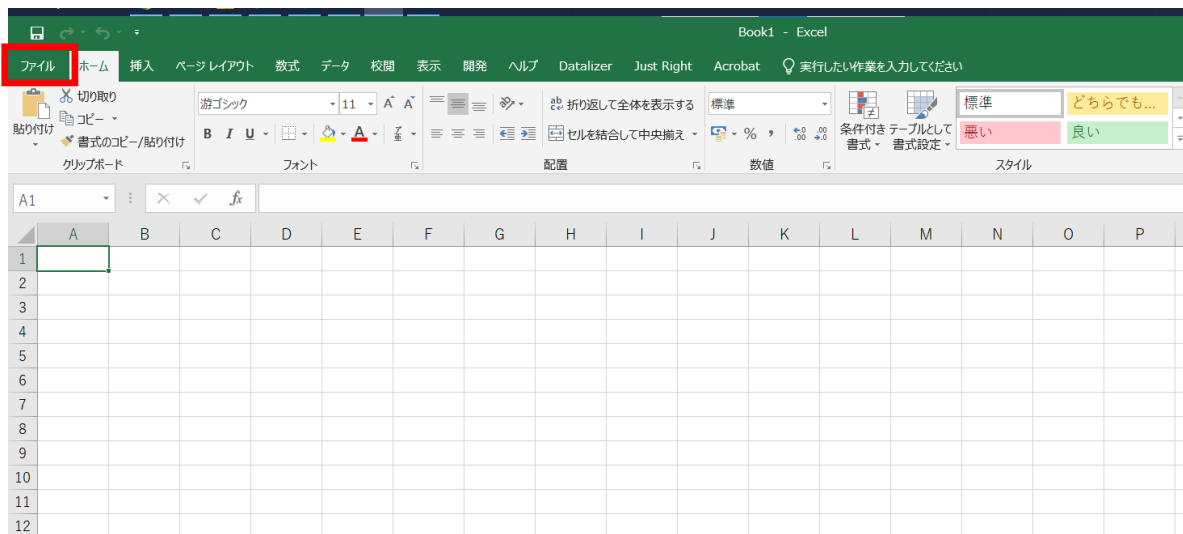 Book1 - Excel
ファイル ホーム 挿入 ページ レイアウト 数式 データ 校閲 表示 開発 ヘルプ Datalizer Just Right Acrobat 実行したい作業を入力してください
貼り付け
切り取り
コピー
書式のコピー/貼り付け
クリップボード
游ゴシック 11 A A
B I U A
フォント
ab 折り返して全体を表示する
セルを結合して中央揃え
配置
標準
% , .0 .00 .00 .0
数値
条件付き書式
テーブルとして書式設定
標準 どちらでも...
悪い 良い
スタイル
A1 fx
A B C D E F G H I J K L M N O P
1
2
3
4
5
6
7
8
9
10
11
12